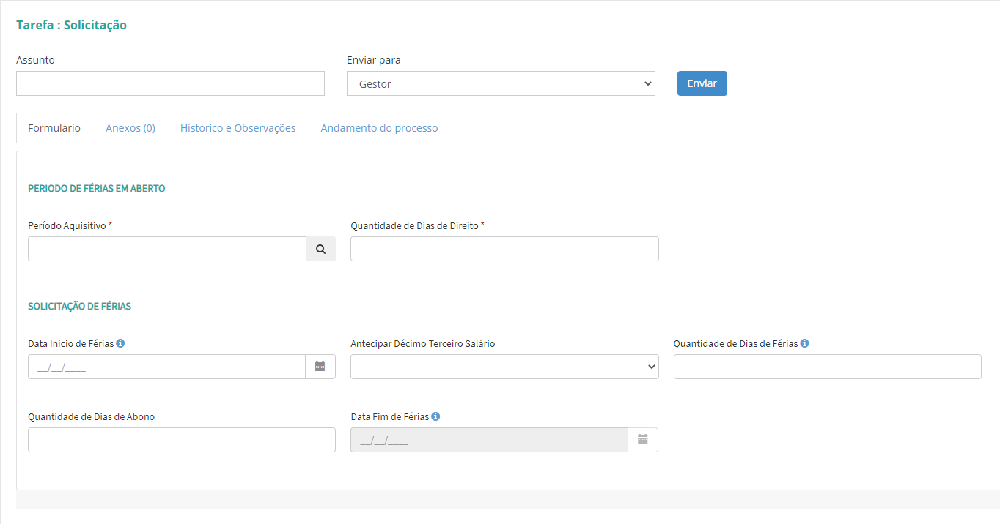 Tarefa : Solicitação
Assunto Enviar para
Gestor Enviar
Formulário Anexos (0) Histórico e Observações Andamento do processo
PERIODO DE FÉRIAS EM ABERTO
Período Aquisitivo * Quantidade de Dias de Direito *
SOLICITAÇÃO DE FÉRIAS
Data Inicio de Férias Antecipar Décimo Terceiro Salário Quantidade de Dias de Férias
__/__/____
Quantidade de Dias de Abono Data Fim de Férias
__/__/____